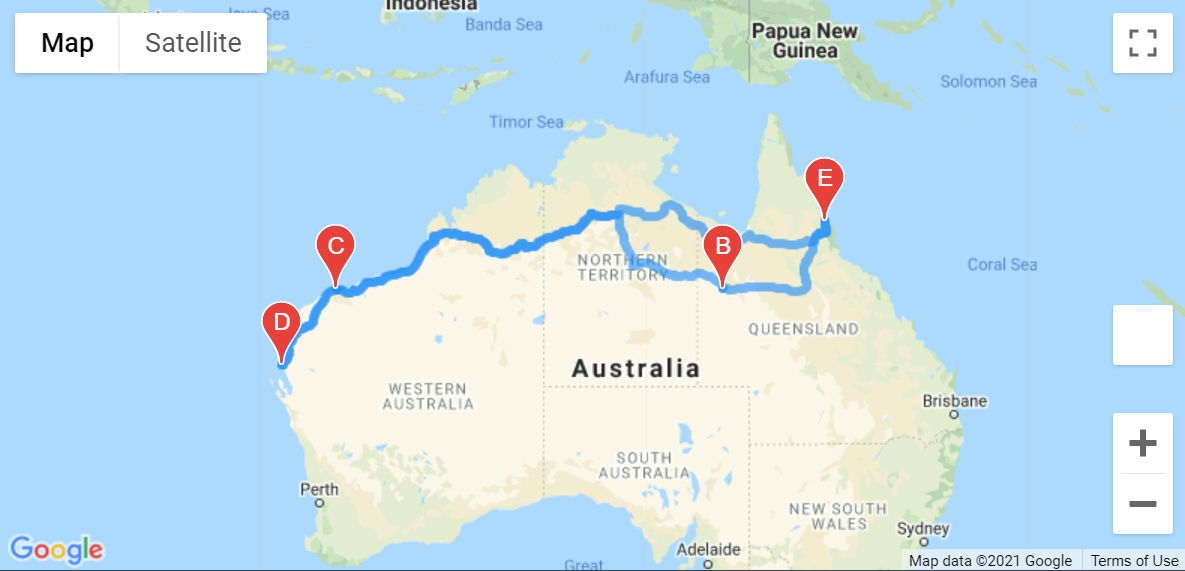 Indonesia
Java Sea
Banda Sea
Map
Satellite
Papua New
Guinea
Arafura Sea
Solomon Sea
Timor Sea
E
C
B
NORTHERN
TERRITORY
Coral Sea
D
QUEENSLAND
Australia
WESTERN
AUSTRALIA
Brisbane
SOUTH
AUSTRALIA
Perth
NEW SOUTH
WALES
Sydney
Adelaide
Google
Great
Map data ©2021 Google
Terms of Use